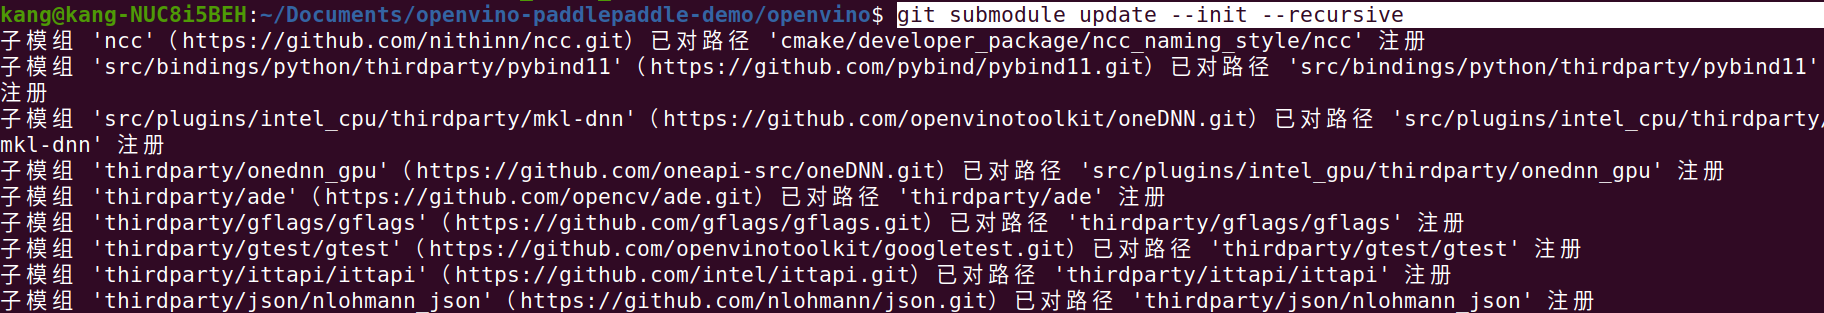 kang@kang-NUC8i5BEH:~/Documents/openvino-paddlepaddle-demo/openvino$ git submodule update --init --recursive
子模组 'ncc'（https://github.com/nithinn/ncc.git）已对路径 'cmake/developer_package/ncc_naming_style/ncc' 注册
子模组 'src/bindings/python/thirdparty/pybind11'（https://github.com/pybind/pybind11.git）已对路径 'src/bindings/python/thirdparty/pybind11'
注册
子模组 'src/plugins/intel_cpu/thirdparty/mkl-dnn'（https://github.com/openvinotoolkit/oneDNN.git）已对路径 'src/plugins/intel_cpu/thirdparty/
mkl-dnn' 注册
子模组 'thirdparty/onednn_gpu'（https://github.com/oneapi-src/oneDNN.git）已对路径 'src/plugins/intel_gpu/thirdparty/onednn_gpu' 注册
子模组 'thirdparty/ade'（https://github.com/opencv/ade.git）已对路径 'thirdparty/ade' 注册
子模组 'thirdparty/gflags/gflags'（https://github.com/gflags/gflags.git）已对路径 'thirdparty/gflags/gflags' 注册
子模组 'thirdparty/gtest/gtest'（https://github.com/openvinotoolkit/googletest.git）已对路径 'thirdparty/gtest/gtest' 注册
子模组 'thirdparty/ittapi/ittapi'（https://github.com/intel/ittapi.git）已对路径 'thirdparty/ittapi/ittapi' 注册
子模组 'thirdparty/json/nlohmann_json'（https://github.com/nlohmann/json.git）已对路径 'thirdparty/json/nlohmann_json' 注册